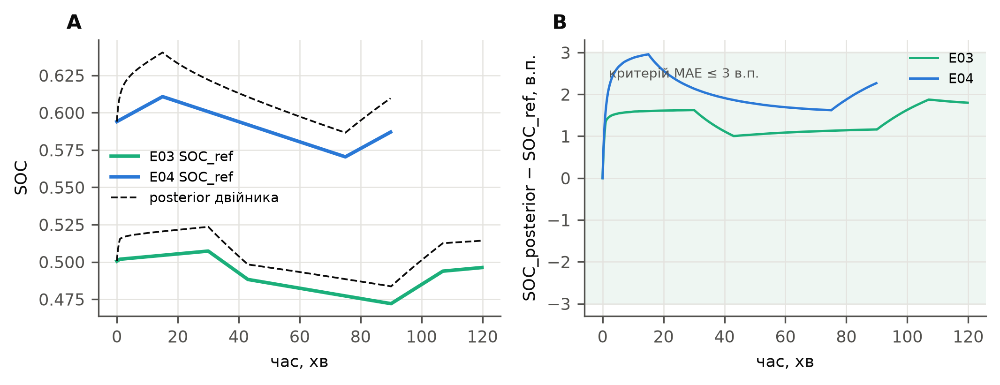 A
SOC
0.625
0.600
0.575
0.550
0.525
0.500
0.475
E03 SOC_ref
E04 SOC_ref
posterior двійника
0 20 40 60 80 100 120
час, хв
B
SOC_posterior − SOC_ref, в.п.
3
2
1
0
−1
−2
−3
критерій MAE ≤ 3 в.п.
E03
E04
0 20 40 60 80 100 120
час, хв